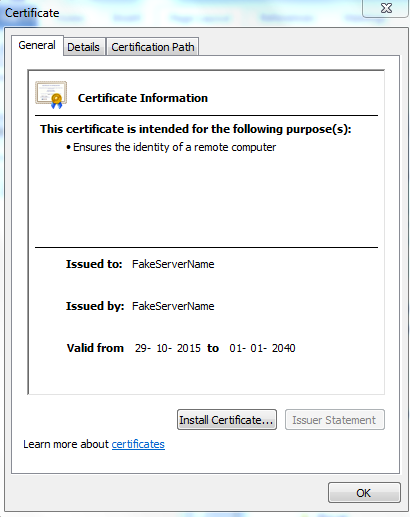 Certificate
General Details Certification Path
Certificate Information
This certificate is intended for the following purpose(s):
• Ensures the identity of a remote computer
Issued to: FakeServerName
Issued by: FakeServerName
Valid from 29- 10- 2015 to 01- 01- 2040
Install Certificate... Issuer Statement
Learn more about certificates
OK